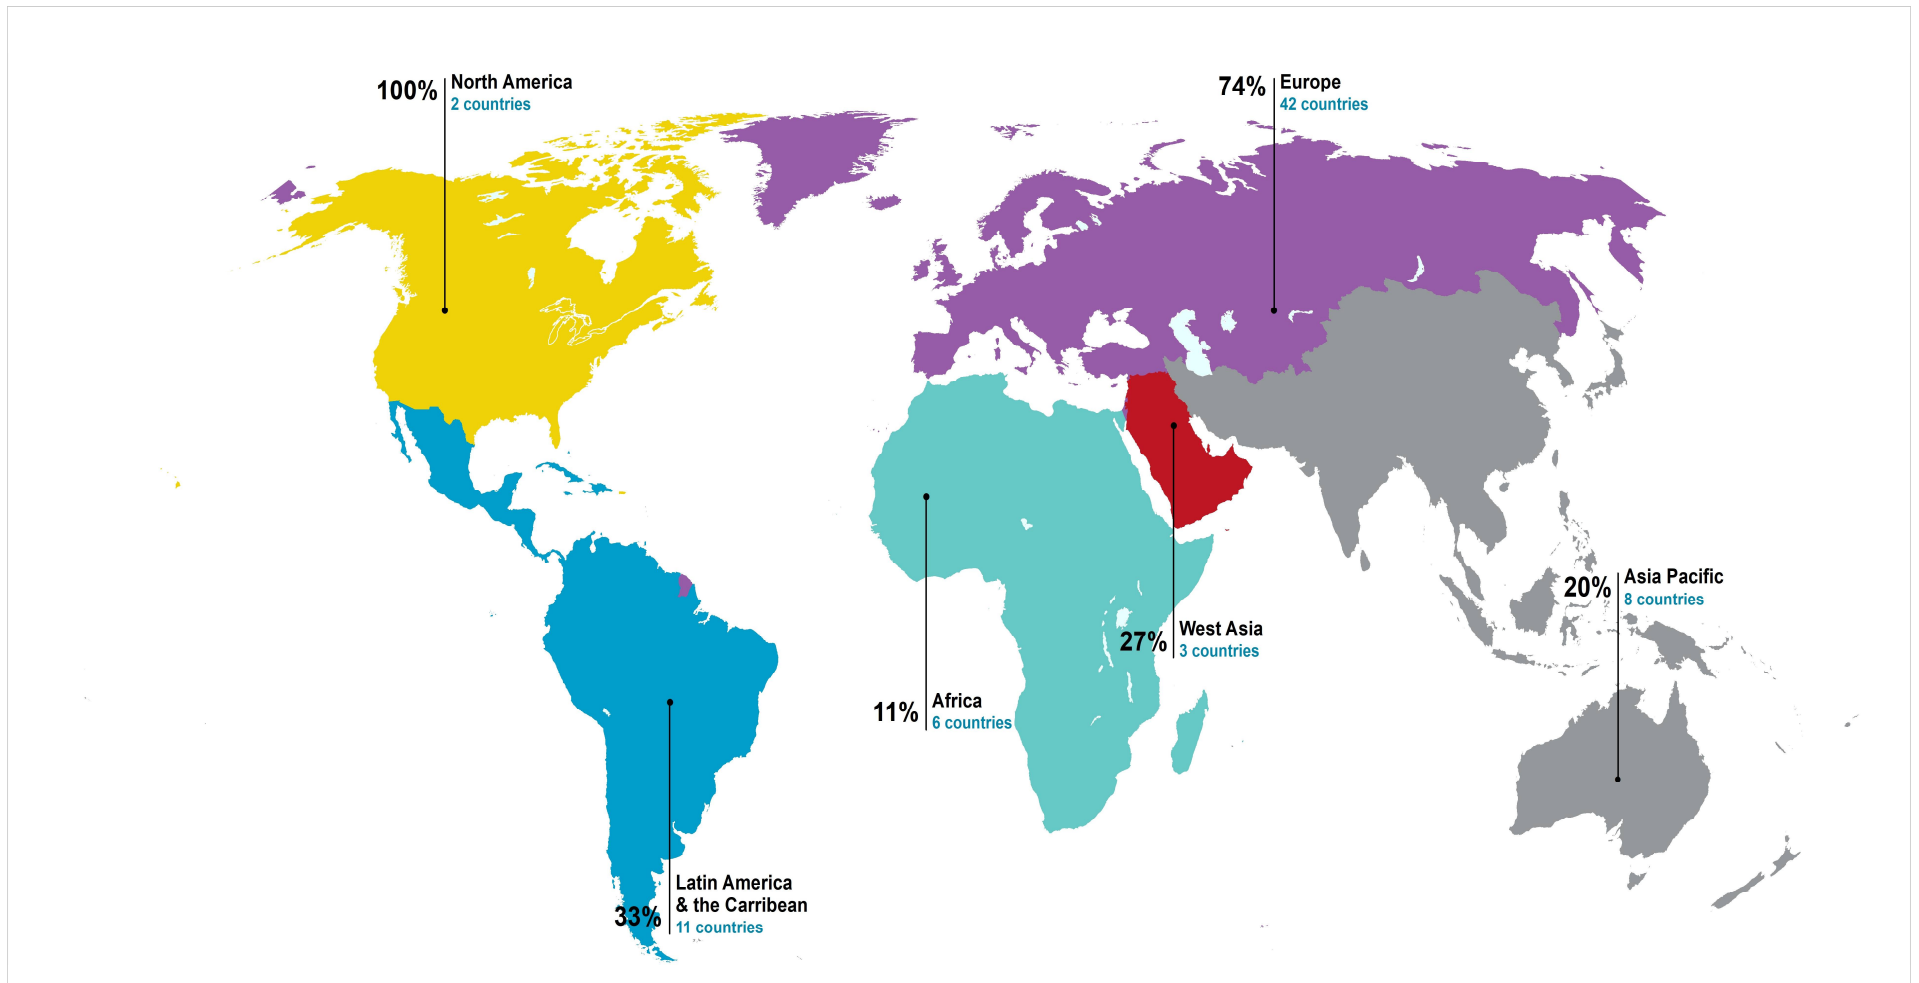 100%
North America
2 countries
74%
Europe
42 countries
20%
Asia Pacific
8 countries
27%
West Asia
3 countries
11%
Africa
6 countries
33%
Latin America
& the Carribean
11 countries